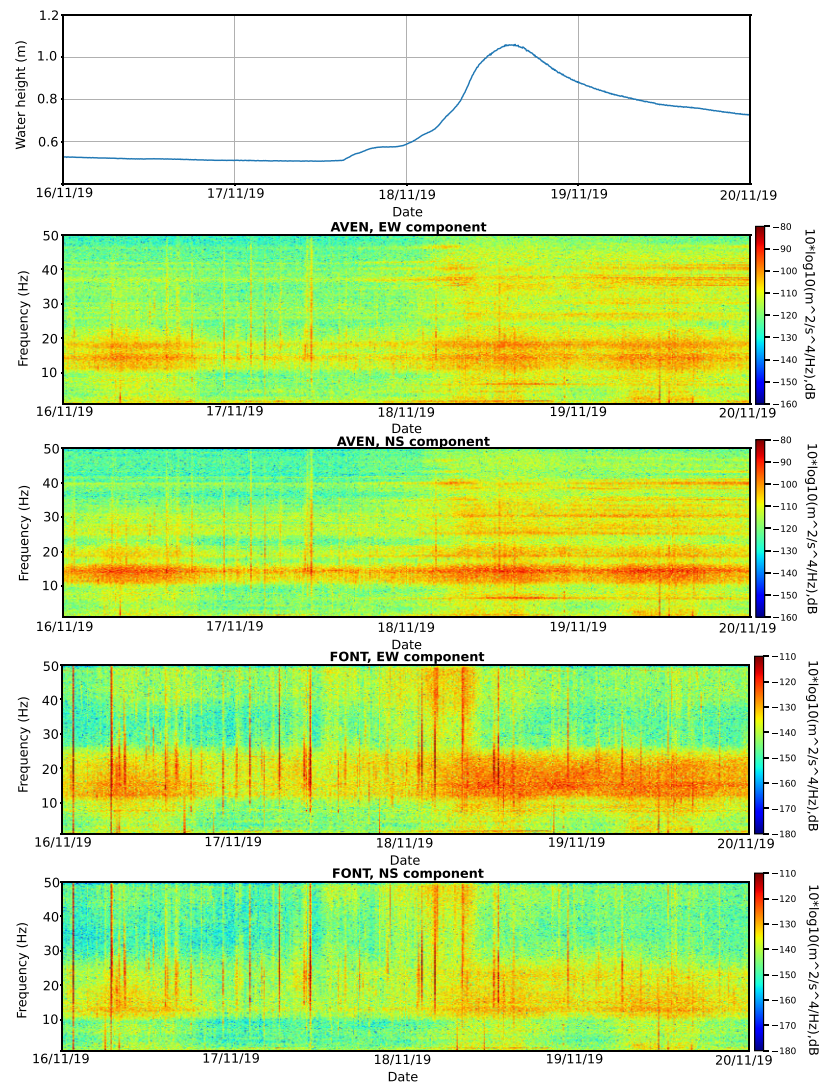 1.2
1.0
0.8
0.6
Water height (m)
16/11/19 17/11/19 18/11/19 19/11/19 20/11/19
Date
AVEN, EW component
50
40
30
20
10
Frequency (Hz)
16/11/19 17/11/19 18/11/19 19/11/19 20/11/19
Date
−80
−90
−100
−110
−120
−130
−140
−150
−160
10*log10(m^2/s^4/Hz),dB
AVEN, NS component
50
40
30
20
10
Frequency (Hz)
16/11/19 17/11/19 18/11/19 19/11/19 20/11/19
Date
−80
−90
−100
−110
−120
−130
−140
−150
−160
10*log10(m^2/s^4/Hz),dB
FONT, EW component
50
40
30
20
10
Frequency (Hz)
16/11/19 17/11/19 18/11/19 19/11/19 20/11/19
Date
−110
−120
−130
−140
−150
−160
−170
−180
10*log10(m^2/s^4/Hz),dB
FONT, NS component
50
40
30
20
10
Frequency (Hz)
16/11/19 17/11/19 18/11/19 19/11/19 20/11/19
Date
−110
−120
−130
−140
−150
−160
−170
−180
10*log10(m^2/s^4/Hz),dB